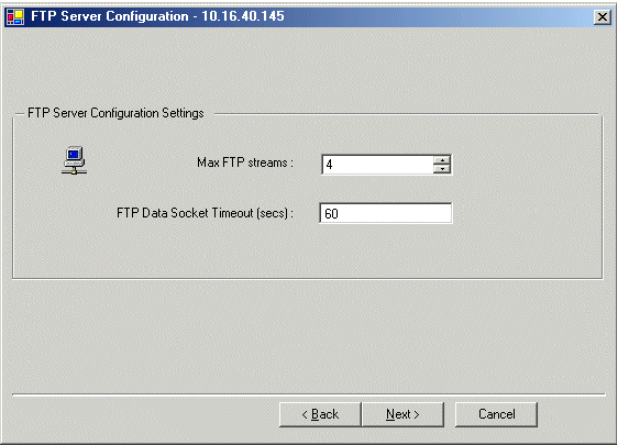 FTP Server Configuration - 10.16.40.145
FTP Server Configuration Settings
Max FTP streams :
4
FTP Data Socket Timeout (secs) :
60
< Back
Next >
Cancel